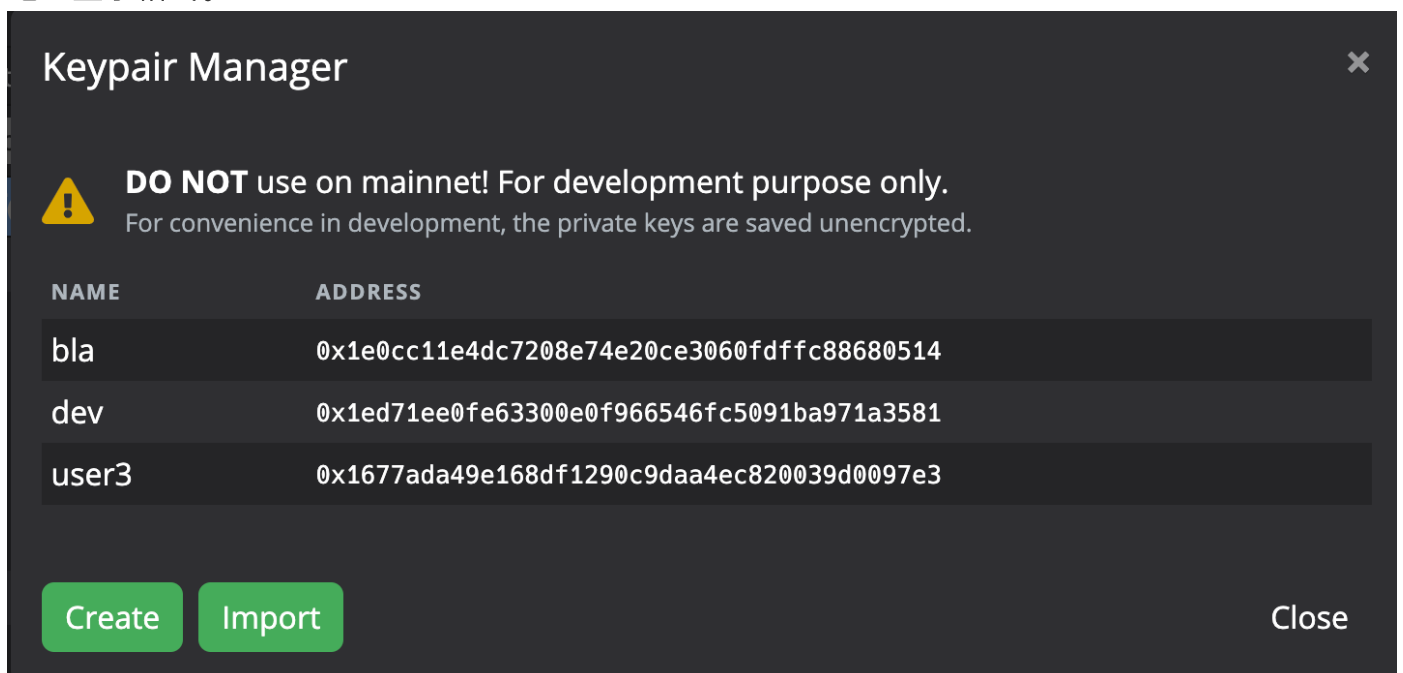 Keypair Manager
DO NOT use on mainnet! For development purpose only.
For convenience in development, the private keys are saved unencrypted.
NAME ADDRESS
bla 0x1e0cc11e4dc7208e74e20ce3060fdffc88680514
dev 0x1ed71ee0fe63300e0f966546fc5091ba971a3581
user3 0x1677ada49e168df1290c9daa4ec820039d0097e3
Create Import Close